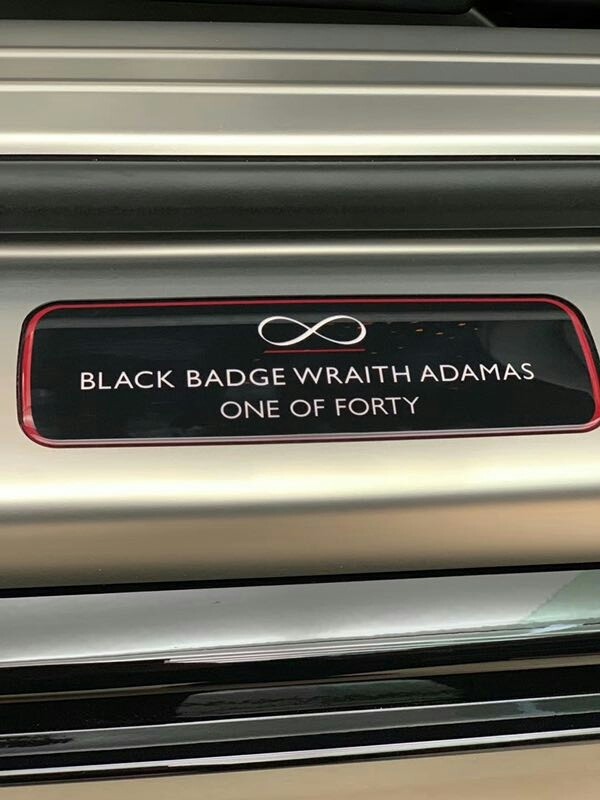 BLACK BADGE WRAITH ADAMAS
ONE OF FORTY